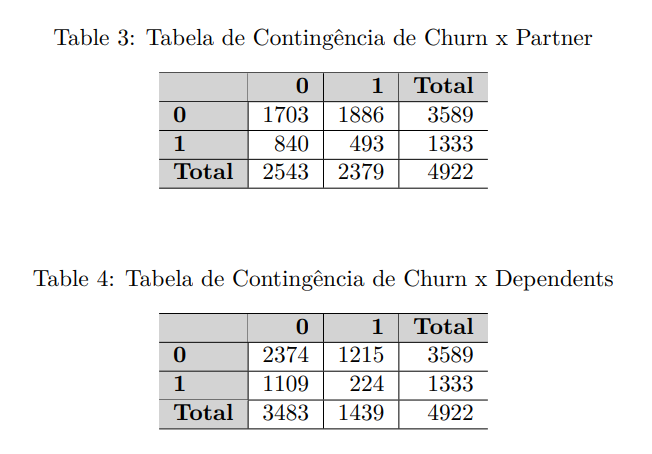 Table 3: Tabela de Contingência de Churn x Partner
0 1 Total
0 1703 1886 3589
1 840 493 1333
Total 2543 2379 4922
Table 4: Tabela de Contingência de Churn x Dependents
0 1 Total
0 2374 1215 3589
1 1109 224 1333
Total 3483 1439 4922